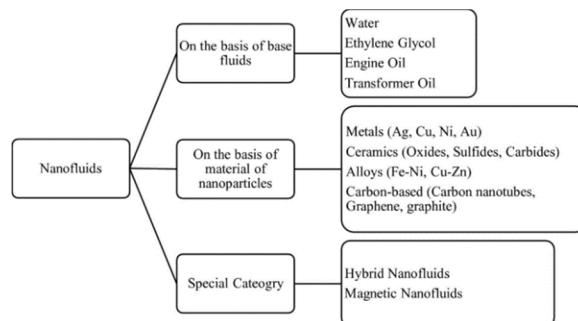 Nanofluids
On the basis of base
fluids
Water
Ethylene Glycol
Engine Oil
Transformer Oil
On the basis of
material of
nanoparticles
Metals (Ag, Cu, Ni, Au)
Ceramics (Oxides, Sulfides, Carbides)
Alloys (Fe-Ni, Cu-Zn)
Carbon-based (Carbon nanotubes,
Graphene, graphite)
Special Cateogry
Hybrid Nanofluids
Magnetic Nanofluids